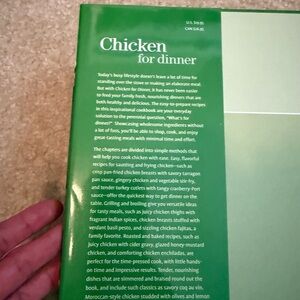 U.S. $19.95
Chicken
for dinner
Today's busy lifestyle doesn't leave a lot of time for
standing over the stove or making an elaborate meal.
But with Chicken for Dinner, it has never been easier
to feed your family fresh, nourishing dinners that are
both healthy and delicious. The easy-to-prepare recipes
in this inspirational cookbook are your everyday
solution to the perennial question, "What's for
dinner?" Showcasing wholesome ingredients without
a lot of fuss, you'll be able to shop, cook, and enjoy
great-tasting meals with minimal time and effort.
The chapters are divided into simple methods that
will help you cook chicken with ease. Easy, flavorful
recipes for sautéing and frying chicken—such as
crisp pan-fried chicken breasts with savory tarragon
pan sauce, gingery chicken and vegetable stir-fry,
and tender turkey cutlets with tangy cranberry-Port
sauce—offer the quickest way to get dinner on the
table. Grilling and broiling give you versatile ideas
for tasty meals, such as juicy chicken thighs with
fragrant Indian spices, chicken breasts stuffed with
verdant basil pesto, and sizzling chicken fajitas, a
family favorite. Roasted and baked recipes, such as
juicy chicken with cider gravy, glazed honey-mustard
chicken, and comforting chicken enchiladas, are
perfect for the time-pressed cook, with little hands-
on time and impressive results. Tender, nourishing
dishes that are simmered and braised round out the
book, and include such classics as savory coq au vin,
Moroccan-style chicken studded with olives and lemon